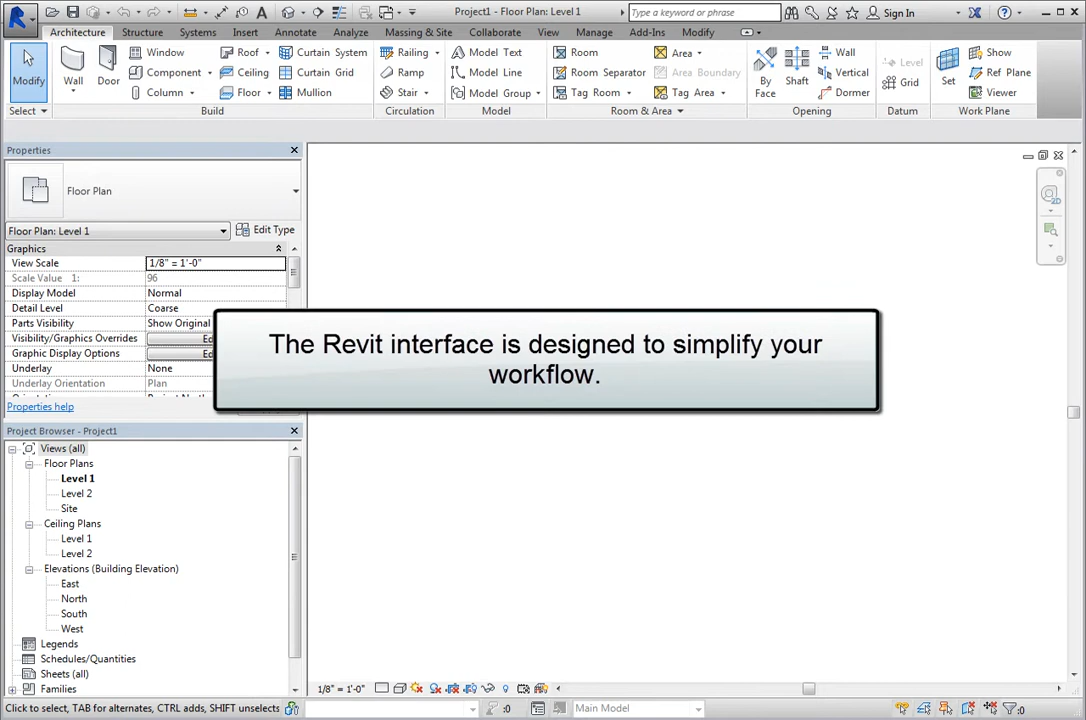 Project1 - Floor Plan: Level 1
Type a keyword or phrase
Sign In
Architecture Structure Systems Insert Annotate Analyze Massing & Site Collaborate View Manage Add-Ins Modify
Modify
Select
Wall
Door
Window
Component
Column
Roof
Ceiling
Floor
Curtain System
Curtain Grid
Mullion
Build
Railing
Ramp
Stair
Circulation
Model Text
Model Line
Model Group
Model
Room
Room Separator
Tag Room
Area
Area Boundary
Tag Area
Room & Area
By
Face
Shaft
Wall
Vertical
Dormer
Opening
Level
Grid
Datum
Set
Show
Ref Plane
Viewer
Work Plane
Properties
Floor Plan
Floor Plan: Level 1 Edit Type
Graphics
View Scale 1/8" = 1'-0"
Scale Value 1: 96
Display Model Normal
Detail Level Coarse
Parts Visibility Show Original
Visibility/Graphics Overrides Ed
Graphic Display Options Ed
Underlay None
Underlay Orientation Plan
Properties help
The Revit interface is designed to simplify your
workflow.
Project Browser - Project1
Views (all)
Floor Plans
Level 1
Level 2
Site
Ceiling Plans
Level 1
Level 2
Elevations (Building Elevation)
East
North
South
West
Legends
Schedules/Quantities
Sheets (all)
Families
1/8" = 1'-0"
Click to select, TAB for alternates, CTRL adds, SHIFT unselects
:0
Main Model
:0